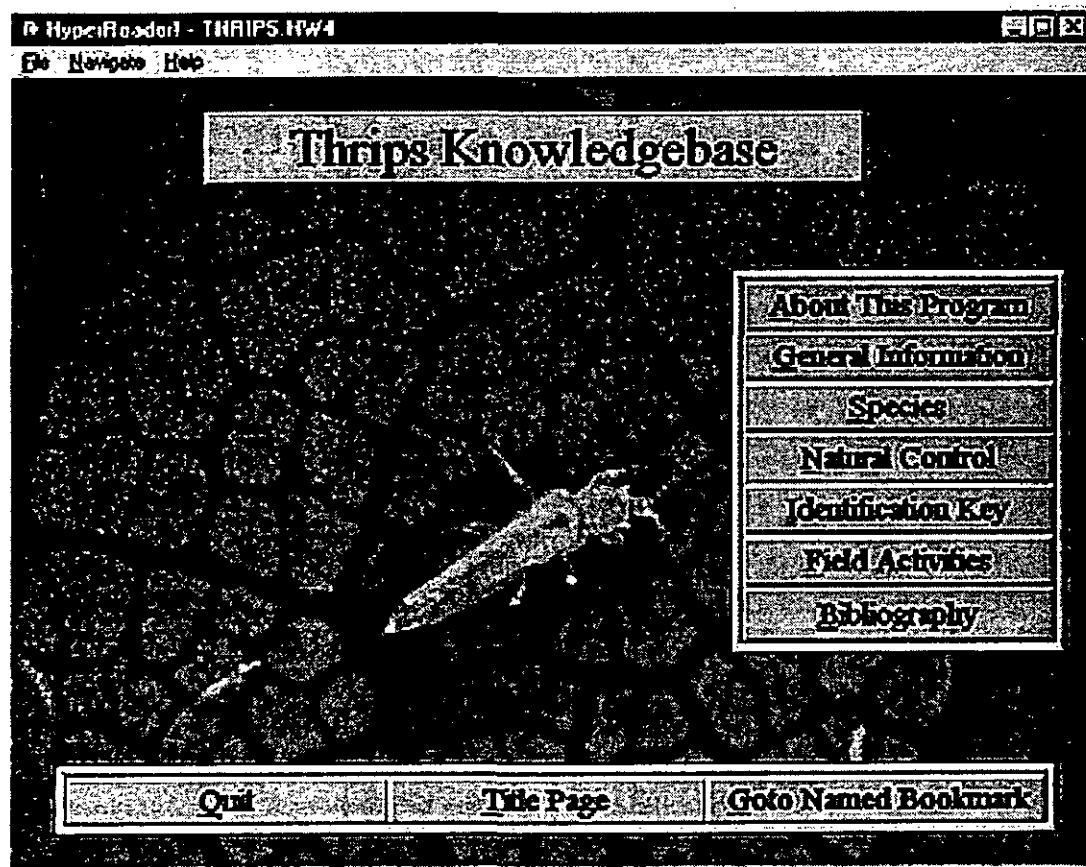 HyperReader! - THRIPS.HW4
File Navigate Help
Thrips Knowledgebase
About This Program
General Information
Species
Natural Control
Identification Key
Field Activities
Bibliography
Quit
Title Page
Goto Named Bookmark